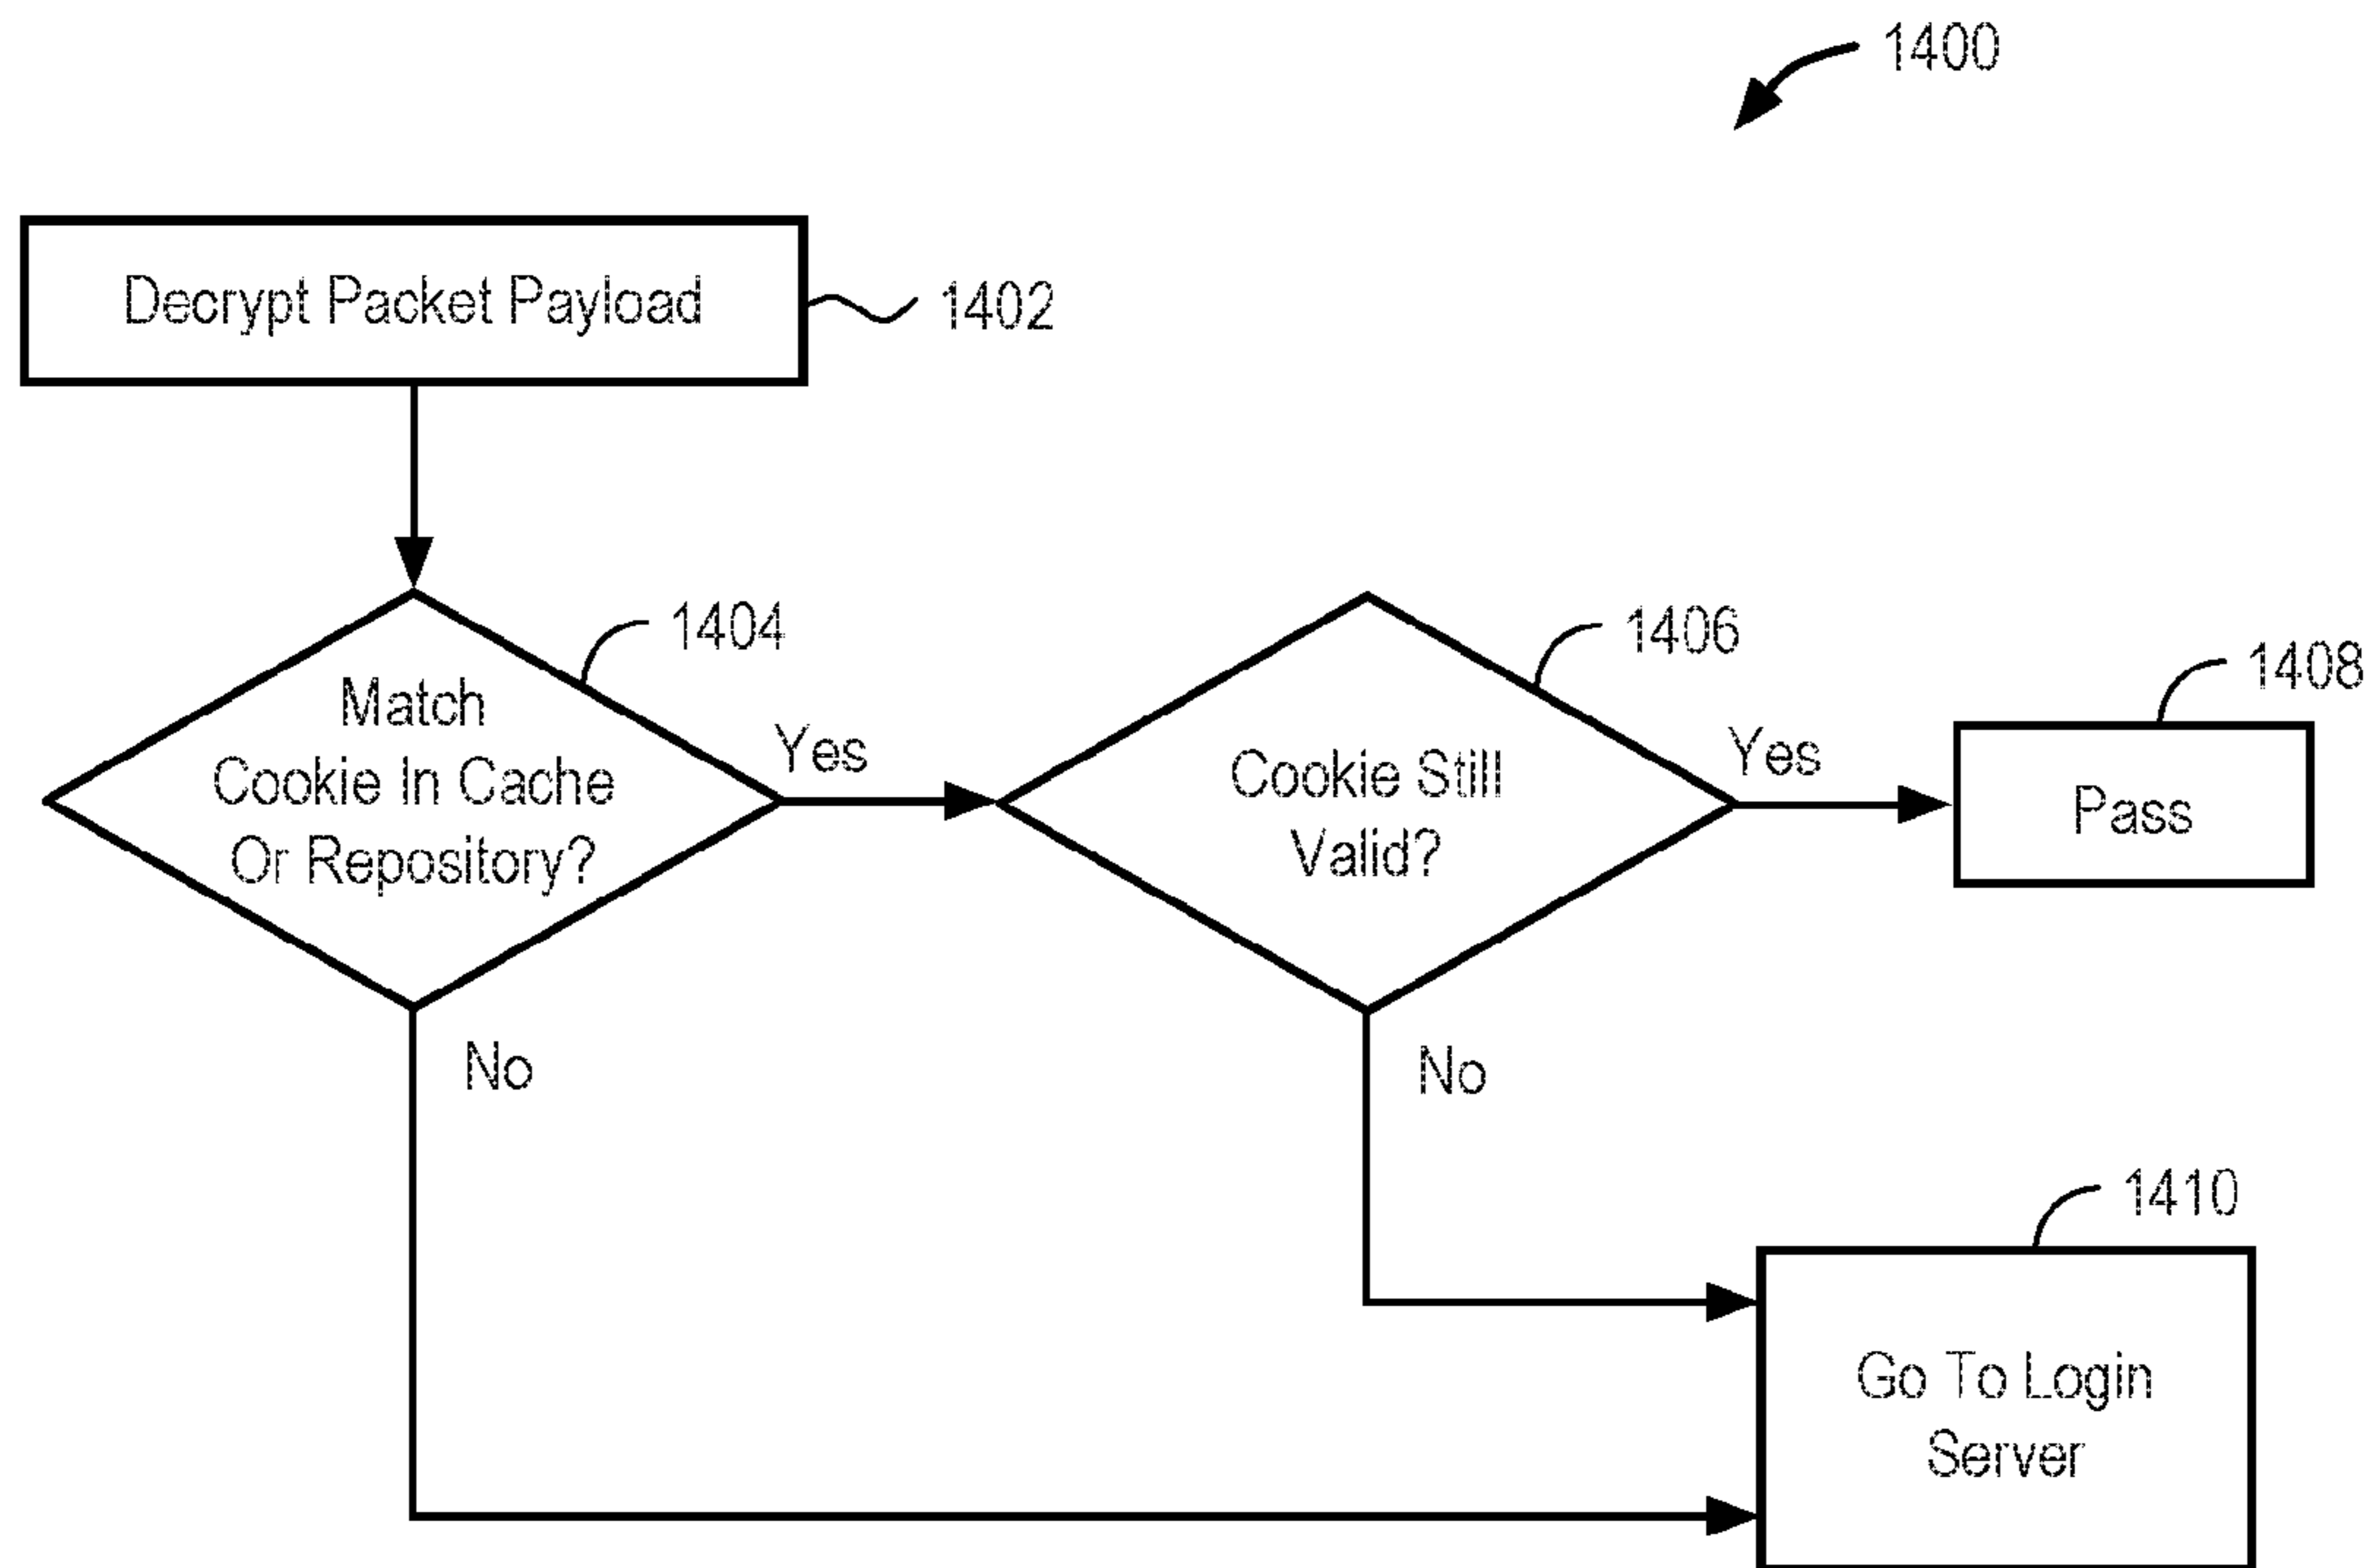 1400
Decrypt Packet Payload
1402
1404
Match
Cookie In Cache
Or Repository?
Yes
1406
Cookie Still
Valid?
Yes
1408
Pass
No
No
1410
Go To Login
Server